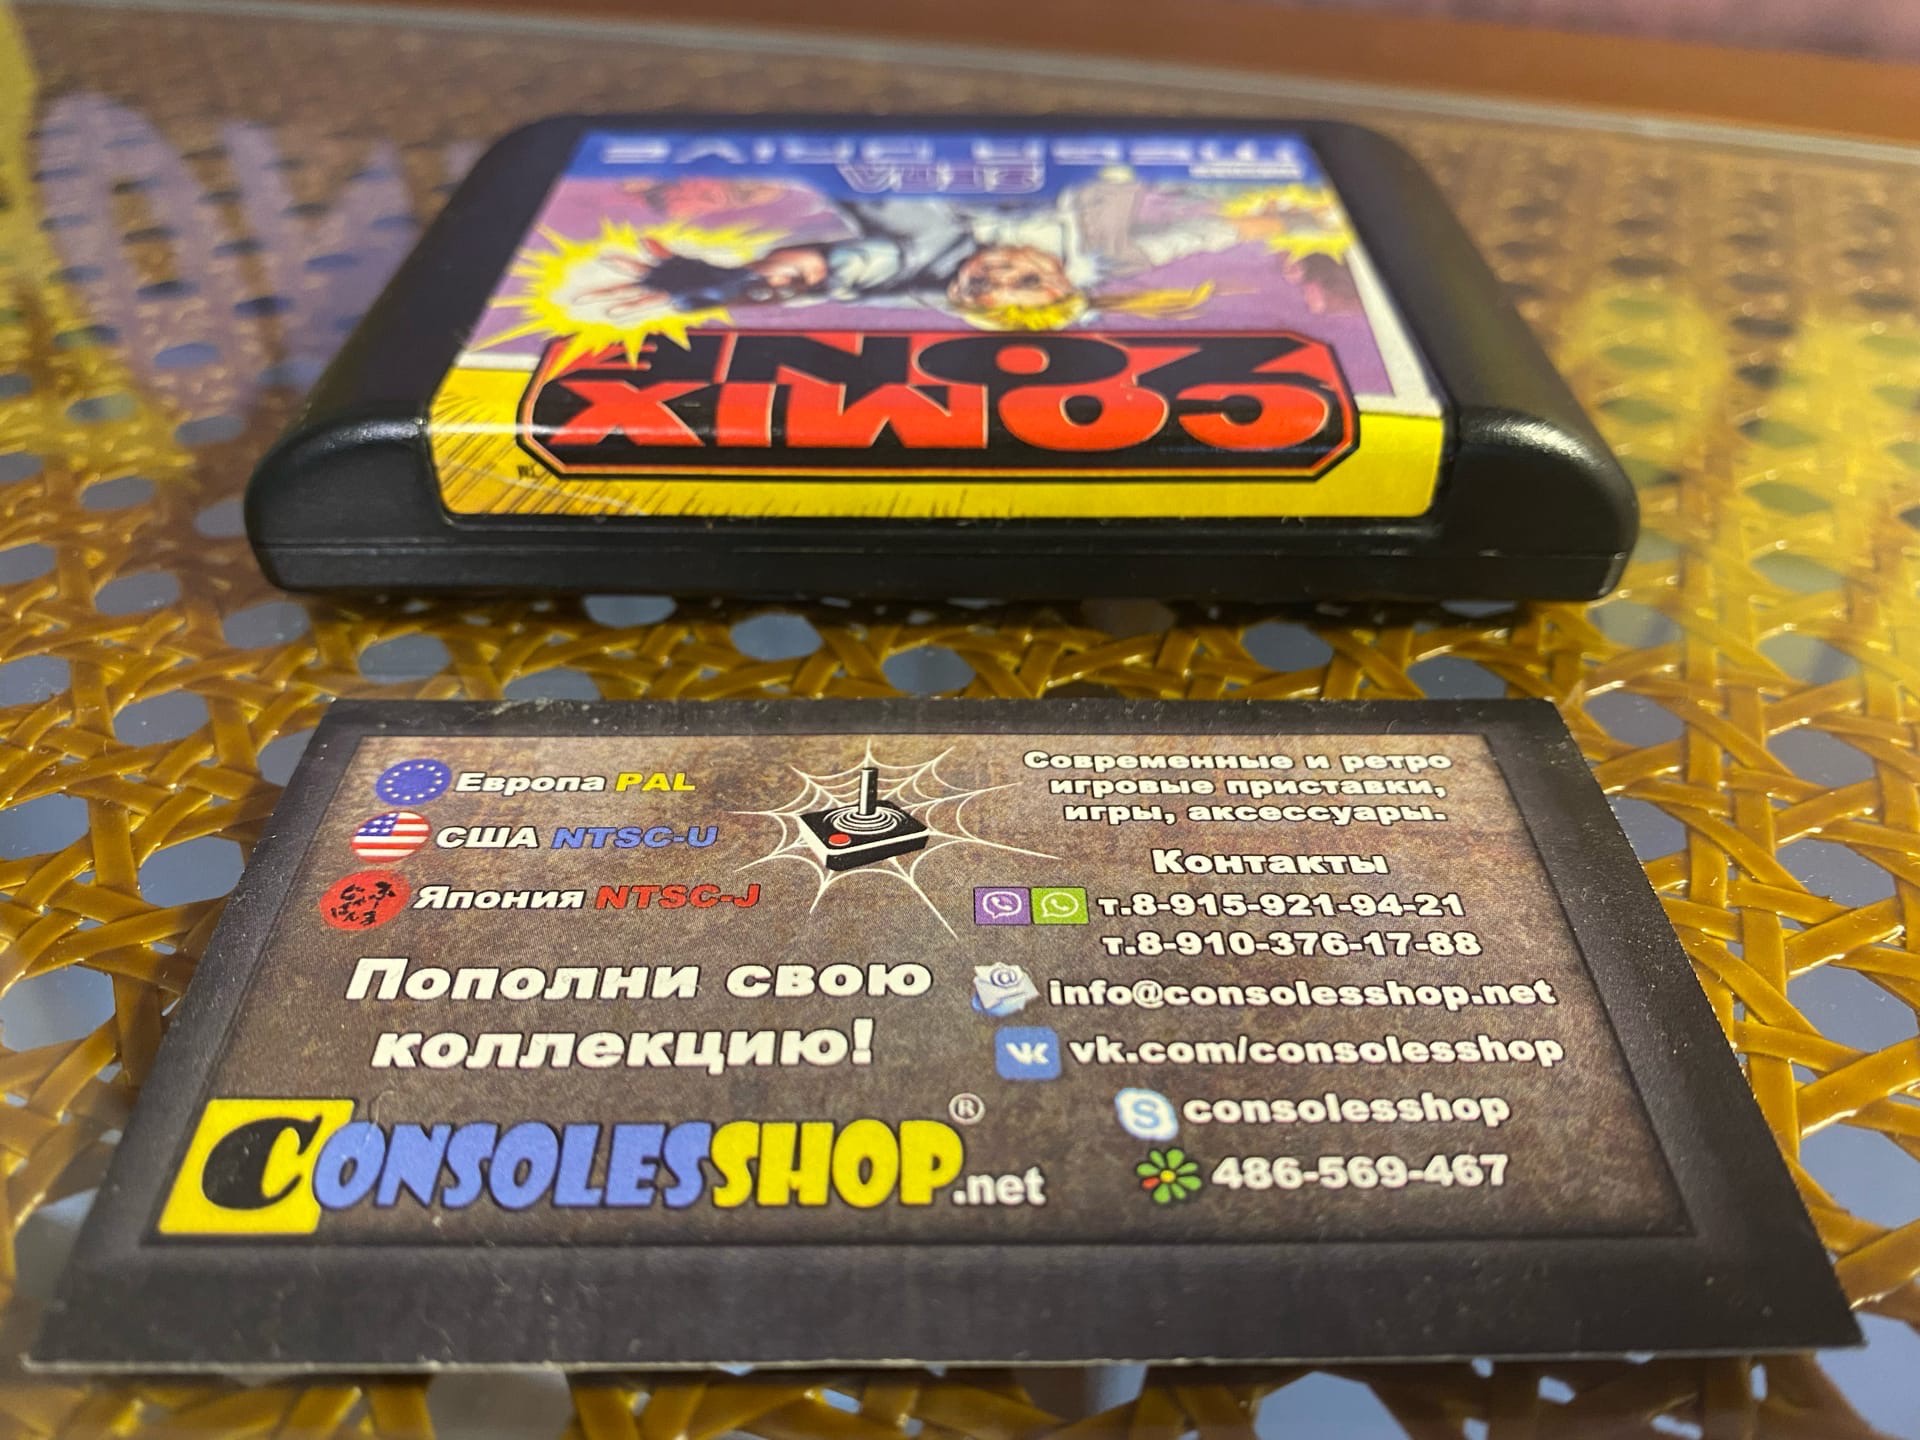 MEGA DRIVE
SEGA
COMIX
ZONE
Европа PAL
США NTSC-U
Япония NTSC-J
Пополни свою
коллекцию!
CONSOLESSHOP.net
®
Современные и ретро
игровые приставки,
игры, аксессуары.
Контакты
т.8-915-921-94-21
т.8-910-376-17-88
info@consolesshop.net
vk.com/consolesshop
consolesshop
486-569-467